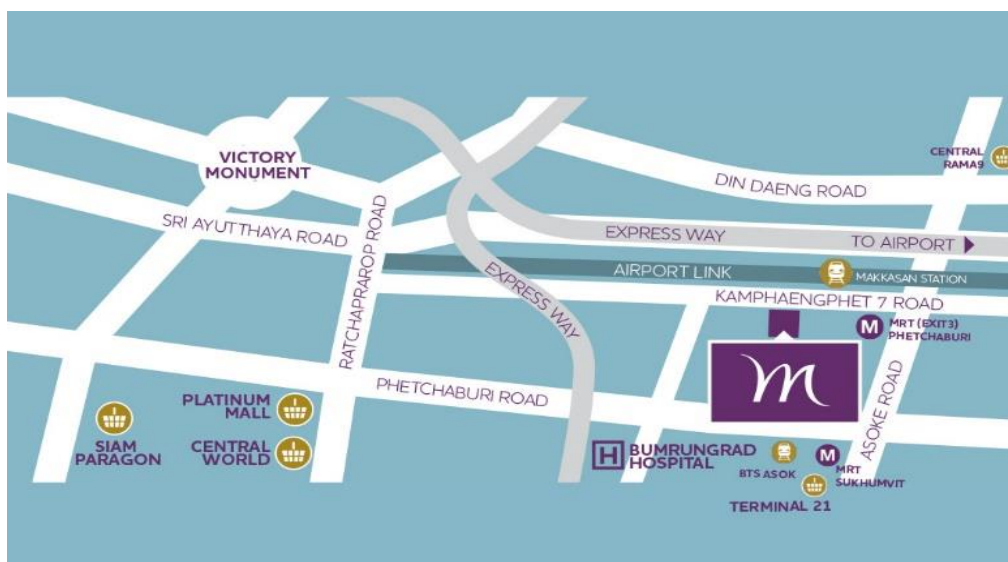 CENTRAL
RAMA9
VICTORY
MONUMENT
DIN DAENG ROAD
SRI AYUTTHAYA ROAD
RATCHAPRAROP ROAD
EXPRESS WAY
TO AIRPORT
EXPRESS WAY
AIRPORT LINK
MAKKASAN STATION
KAMPHAENGPHET 7 ROAD
M
MRT (EXIT3)
PHETCHABURI
m
ASOKE ROAD
PHETCHABURI ROAD
PLATINUM
MALL
SIAM
PARAGON
CENTRAL
WORLD
H
BUMRUNGRAD
HOSPITAL
BTS ASOK
M
MRT
SUKHUMVIT
TERMINAL 21